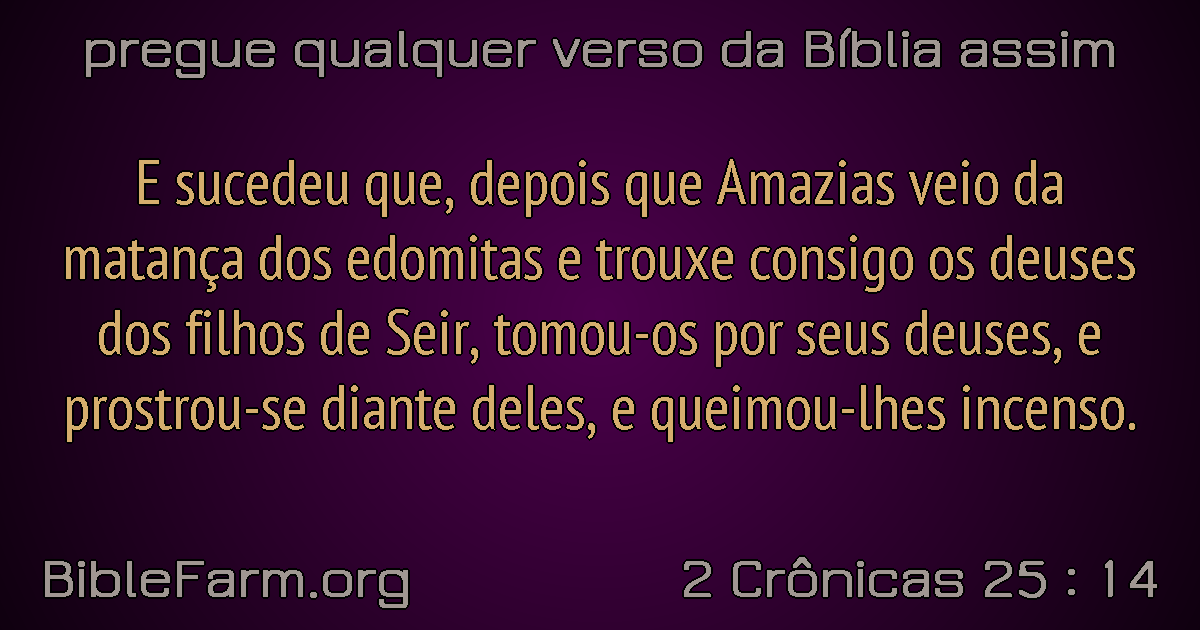 pregue qualquer verso da Bíblia assim
E sucedeu que, depois que Amazias veio da
matança dos edomitas e trouxe consigo os deuses
dos filhos de Seir, tomou-os por seus deuses, e
prostrou-se diante deles, e queimou-lhes incenso.
BibleFarm.org
2 Crônicas 25 : 14